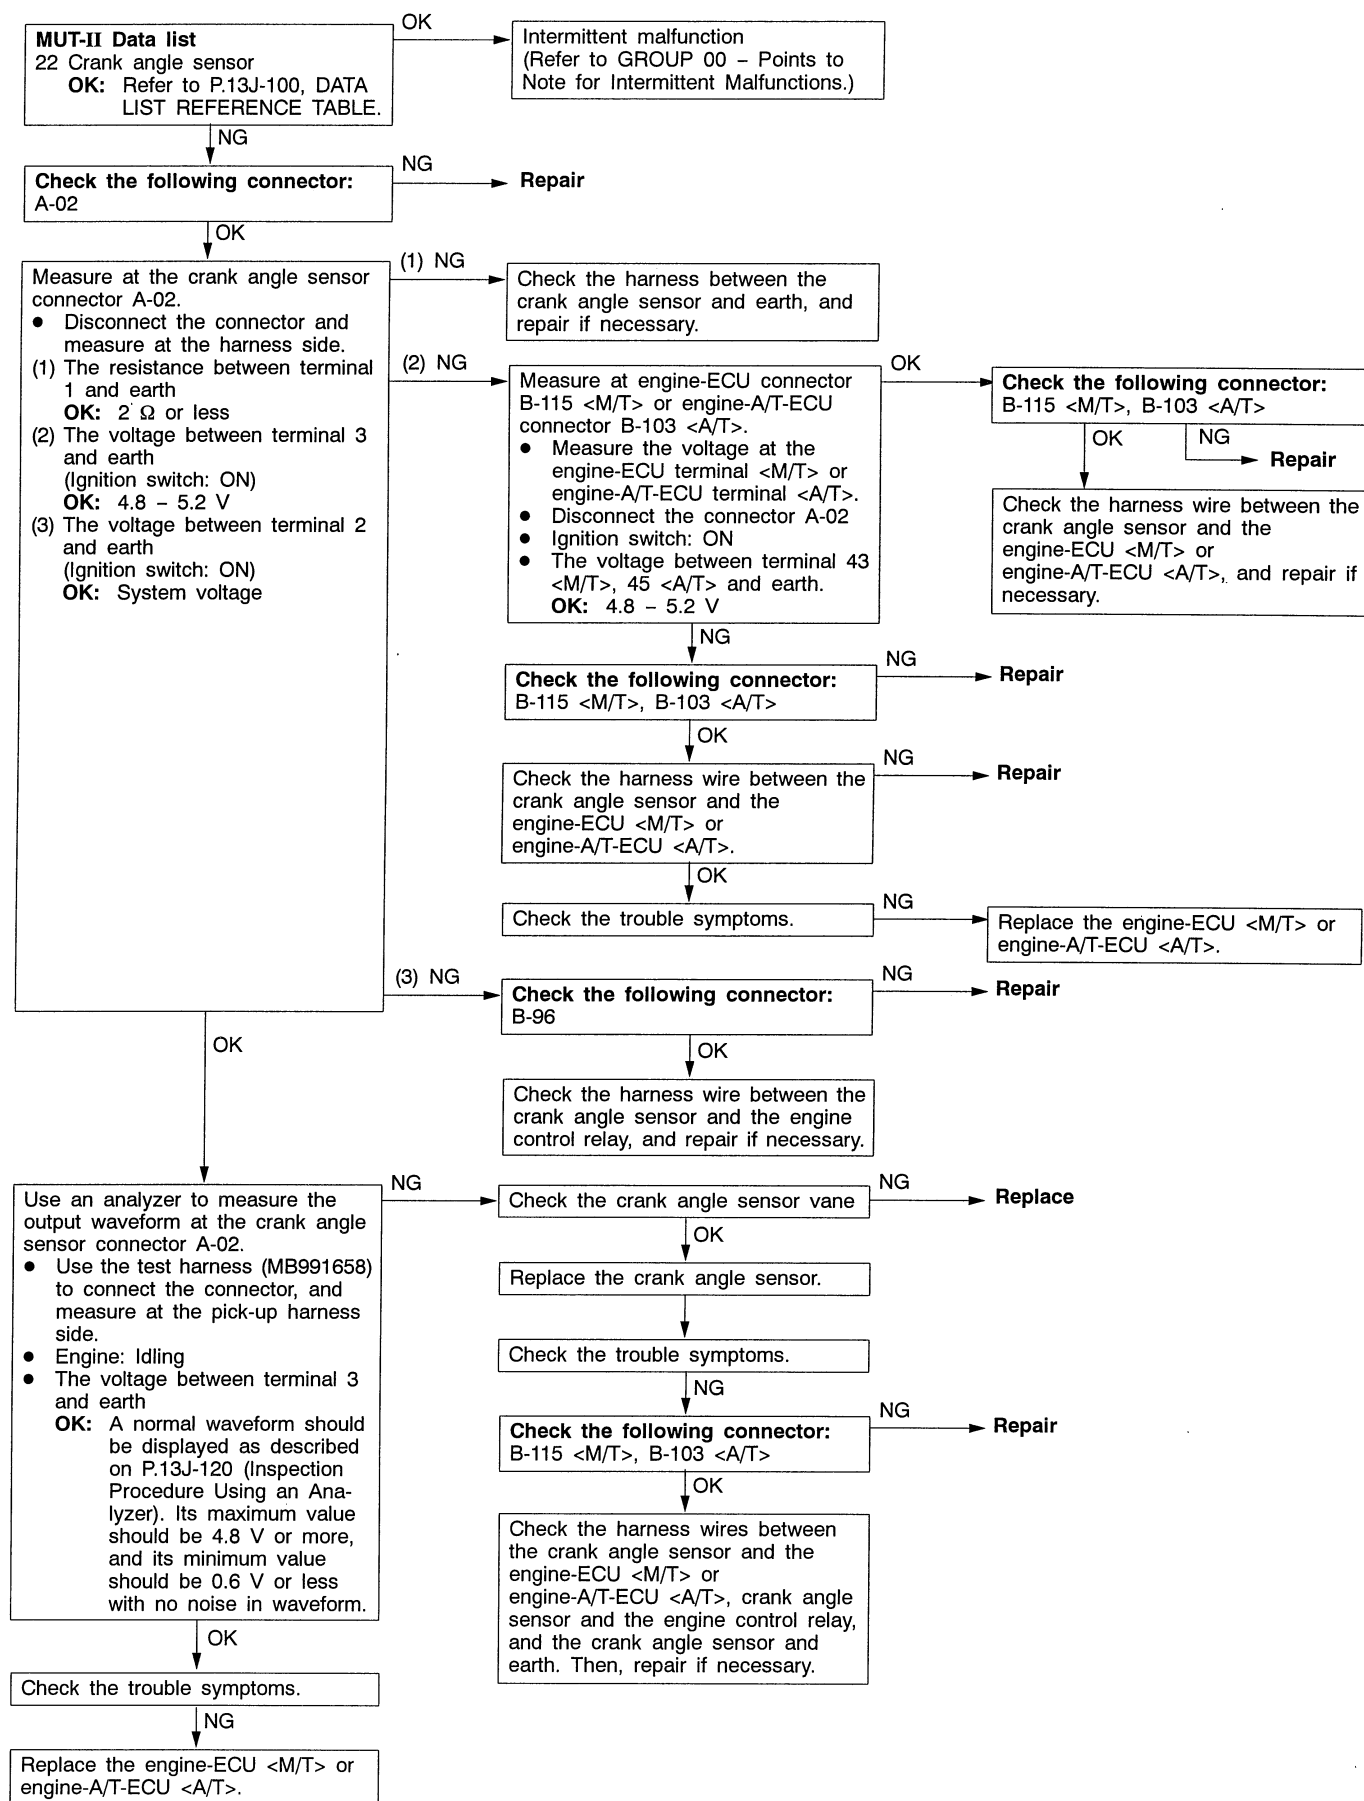 MUT-II Data list
22 Crank angle sensor
OK: Refer to P.13J-100, DATA
LIST REFERENCE TABLE.
OK
Intermittent malfunction
(Refer to GROUP 00 – Points to
Note for Intermittent Malfunctions.)
NG
Check the following connector:
A-02
NG
Repair
OK
Measure at the crank angle sensor
connector A-02.
● Disconnect the connector and
measure at the harness side.
(1) The resistance between terminal
1 and earth
OK: 2 Ω or less
(2) The voltage between terminal 3
and earth
(Ignition switch: ON)
OK: 4.8 – 5.2 V
(3) The voltage between terminal 2
and earth
(Ignition switch: ON)
OK: System voltage
(1) NG
Check the harness between the
crank angle sensor and earth, and
repair if necessary.
(2) NG
Measure at engine-ECU connector
B-115 <M/T> or engine-A/T-ECU
connector B-103 <A/T>.
● Measure the voltage at the
engine-ECU terminal <M/T> or
engine-A/T-ECU terminal <A/T>.
● Disconnect the connector A-02
● Ignition switch: ON
● The voltage between terminal 43
<M/T>, 45 <A/T> and earth.
OK: 4.8 – 5.2 V
OK
Check the following connector:
B-115 <M/T>, B-103 <A/T>
OK
NG
Repair
Check the harness wire between the
crank angle sensor and the
engine-ECU <M/T> or
engine-A/T-ECU <A/T>, and repair if
necessary.
NG
Check the following connector:
B-115 <M/T>, B-103 <A/T>
NG
Repair
OK
Check the harness wire between the
crank angle sensor and the
engine-ECU <M/T> or
engine-A/T-ECU <A/T>.
NG
Repair
OK
Check the trouble symptoms.
NG
Replace the engine-ECU <M/T> or
engine-A/T-ECU <A/T>.
(3) NG
Check the following connector:
B-96
NG
Repair
OK
Check the harness wire between the
crank angle sensor and the engine
control relay, and repair if necessary.
OK
Use an analyzer to measure the
output waveform at the crank angle
sensor connector A-02.
● Use the test harness (MB991658)
to connect the connector, and
measure at the pick-up harness
side.
● Engine: Idling
● The voltage between terminal 3
and earth
OK: A normal waveform should
be displayed as described
on P.13J-120 (Inspection
Procedure Using an Ana-
lyzer). Its maximum value
should be 4.8 V or more,
and its minimum value
should be 0.6 V or less
with no noise in waveform.
NG
Check the crank angle sensor vane
NG
Replace
OK
Replace the crank angle sensor.
Check the trouble symptoms.
NG
Check the following connector:
B-115 <M/T>, B-103 <A/T>
NG
Repair
OK
Check the harness wires between
the crank angle sensor and the
engine-ECU <M/T> or
engine-A/T-ECU <A/T>, crank angle
sensor and the engine control relay,
and the crank angle sensor and
earth. Then, repair if necessary.
OK
Check the trouble symptoms.
NG
Replace the engine-ECU <M/T> or
engine-A/T-ECU <A/T>.